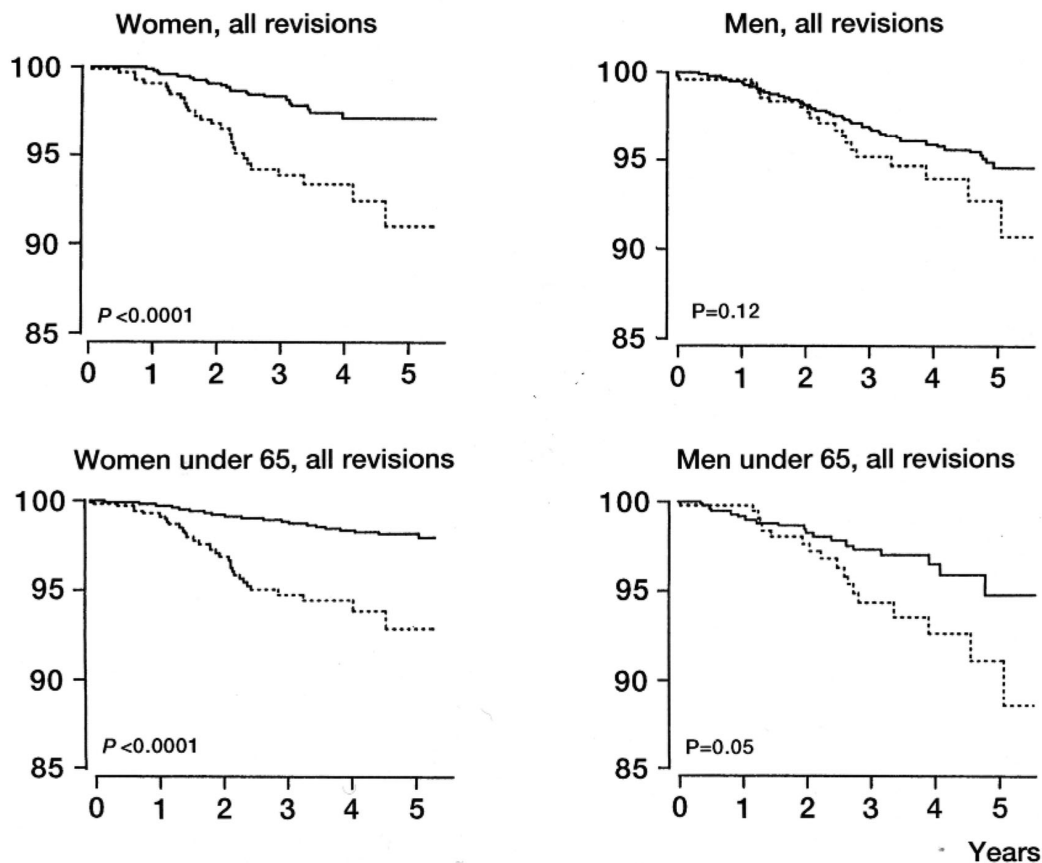 Women, all revisions
100
95
90
85
P <0.0001
0 1 2 3 4 5
Men, all revisions
100
95
90
85
P=0.12
0 1 2 3 4 5
Women under 65, all revisions
100
95
90
85
P <0.0001
0 1 2 3 4 5
Men under 65, all revisions
100
95
90
85
P=0.05
0 1 2 3 4 5
Years